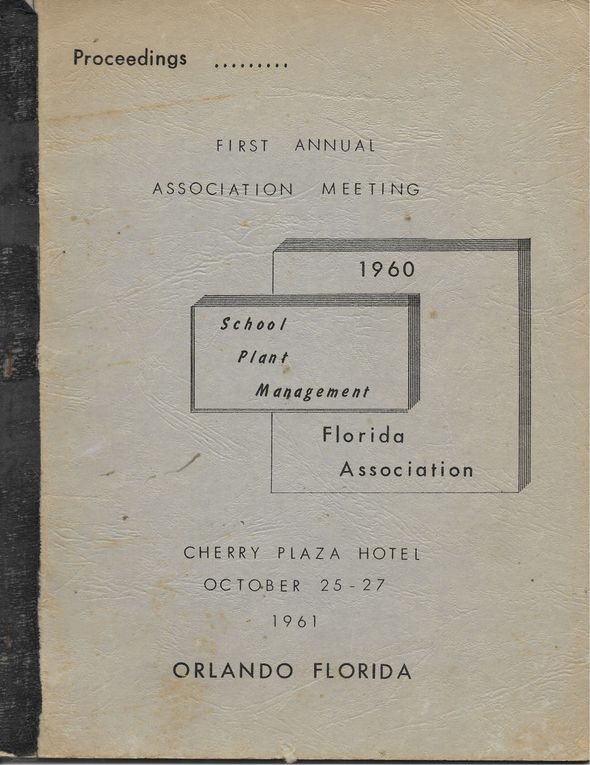 Proceedings .........
FIRST ANNUAL
ASSOCIATION MEETING
1960
School
Plant
Management
Florida
Association
CHERRY PLAZA HOTEL
OCTOBER 25-27
1961
ORLANDO FLORIDA